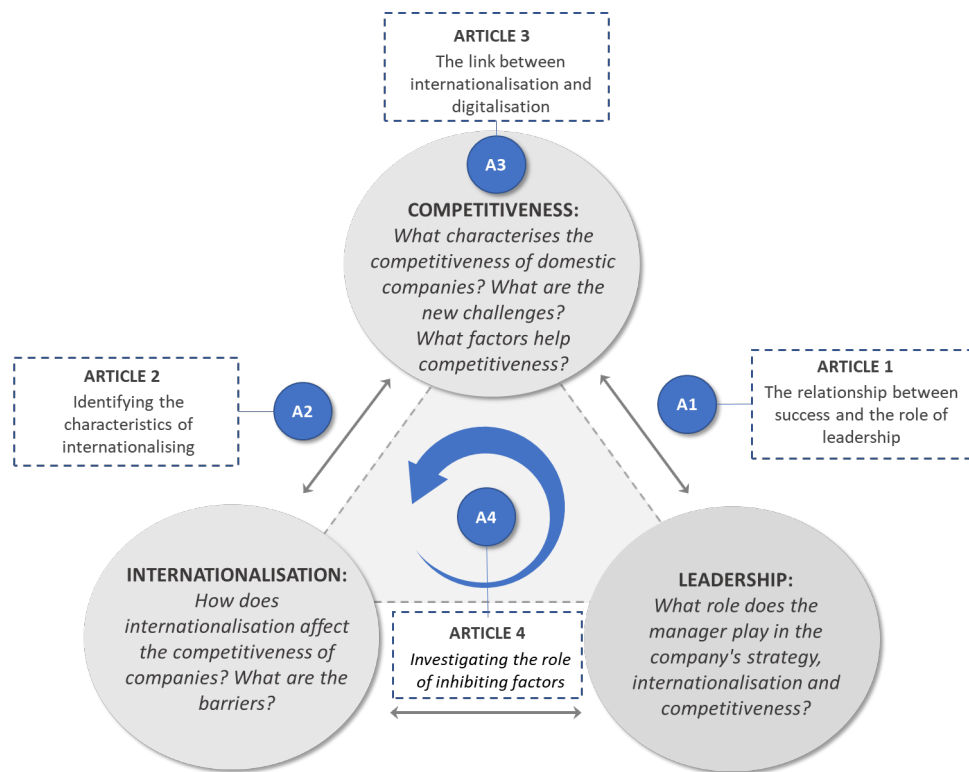 ARTICLE 3
The link between
internationalisation and
digitalisation
A3
COMPETITIVENESS:
What characterises the
competitiveness of domestic
companies? What are the
new challenges?
What factors help
competitiveness?
ARTICLE 2
Identifying the
characteristics of
internationalising
A2
A1
ARTICLE 1
The relationship between
success and the role of
leadership
A4
INTERNATIONALISATION:
How does
internationalisation affect
the competitiveness of
companies? What are the
barriers?
ARTICLE 4
Investigating the role
of inhibiting factors
LEADERSHIP:
What role does the
manager play in the
company's strategy,
internationalisation and
competitiveness?